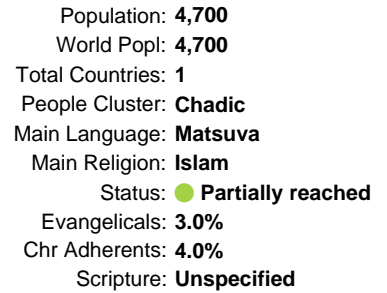 Population: 4,700
World Popl: 4,700
Total Countries: 1
People Cluster: Chadic
Main Language: Matsuva
Main Religion: Islam
Status: Partially reached
Evangelicals: 3.0%
Chr Adherents: 4.0%
Scripture: Unspecified